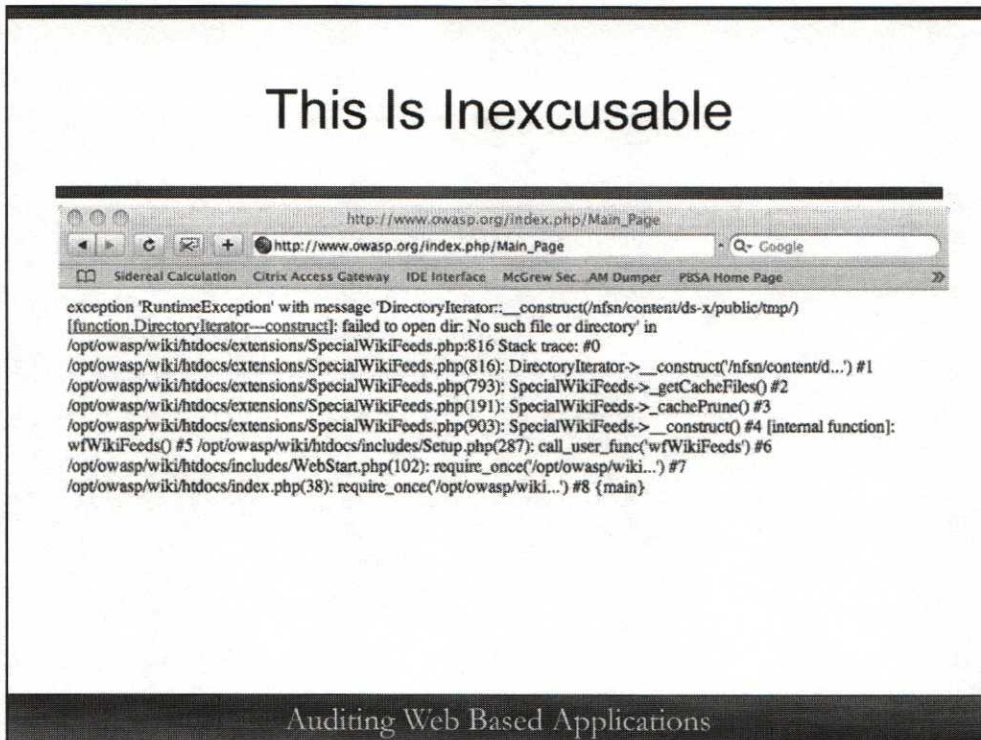 This Is Inexcusable
http://www.owasp.org/index.php/Main_Page
http://www.owasp.org/index.php/Main_Page
Google
Sidereal Calculation Citrix Access Gateway IDE Interface McGrew Sec...AM Dumper PBSA Home Page
exception 'RuntimeException' with message 'DirectoryIterator::__construct(/nfsn/content/ds-x/public/tmp/)
[function.DirectoryIterator---construct]: failed to open dir: No such file or directory' in
/opt/owasp/wiki/htdocs/extensions/SpecialWikiFeeds.php:816 Stack trace: #0
/opt/owasp/wiki/htdocs/extensions/SpecialWikiFeeds.php(816): DirectoryIterator->__construct('/nfsn/content/d...') #1
/opt/owasp/wiki/htdocs/extensions/SpecialWikiFeeds.php(793): SpecialWikiFeeds->_getCacheFiles() #2
/opt/owasp/wiki/htdocs/extensions/SpecialWikiFeeds.php(191): SpecialWikiFeeds->_cachePrune() #3
/opt/owasp/wiki/htdocs/extensions/SpecialWikiFeeds.php(903): SpecialWikiFeeds->__construct() #4 [internal function]:
wfWikiFeeds() #5 /opt/owasp/wiki/htdocs/includes/Setup.php(287): call_user_func('wfWikiFeeds') #6
/opt/owasp/wiki/htdocs/includes/WebStart.php(102): require_once('/opt/owasp/wiki...') #7
/opt/owasp/wiki/htdocs/index.php(38): require_once('/opt/owasp/wiki...') #8 {main}
Auditing Web Based Applications